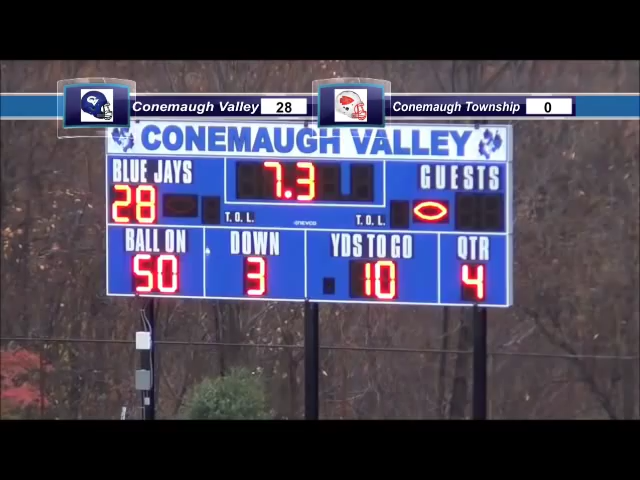 Conemaugh Valley 28 Conemaugh Township 0
CONEMAUGH VALLEY
BLUE JAYS 7.3 GUESTS
28 T.O.L. T.O.L.
NEVCO
BALL ON DOWN YDS TO GO QTR
50 3 10 4